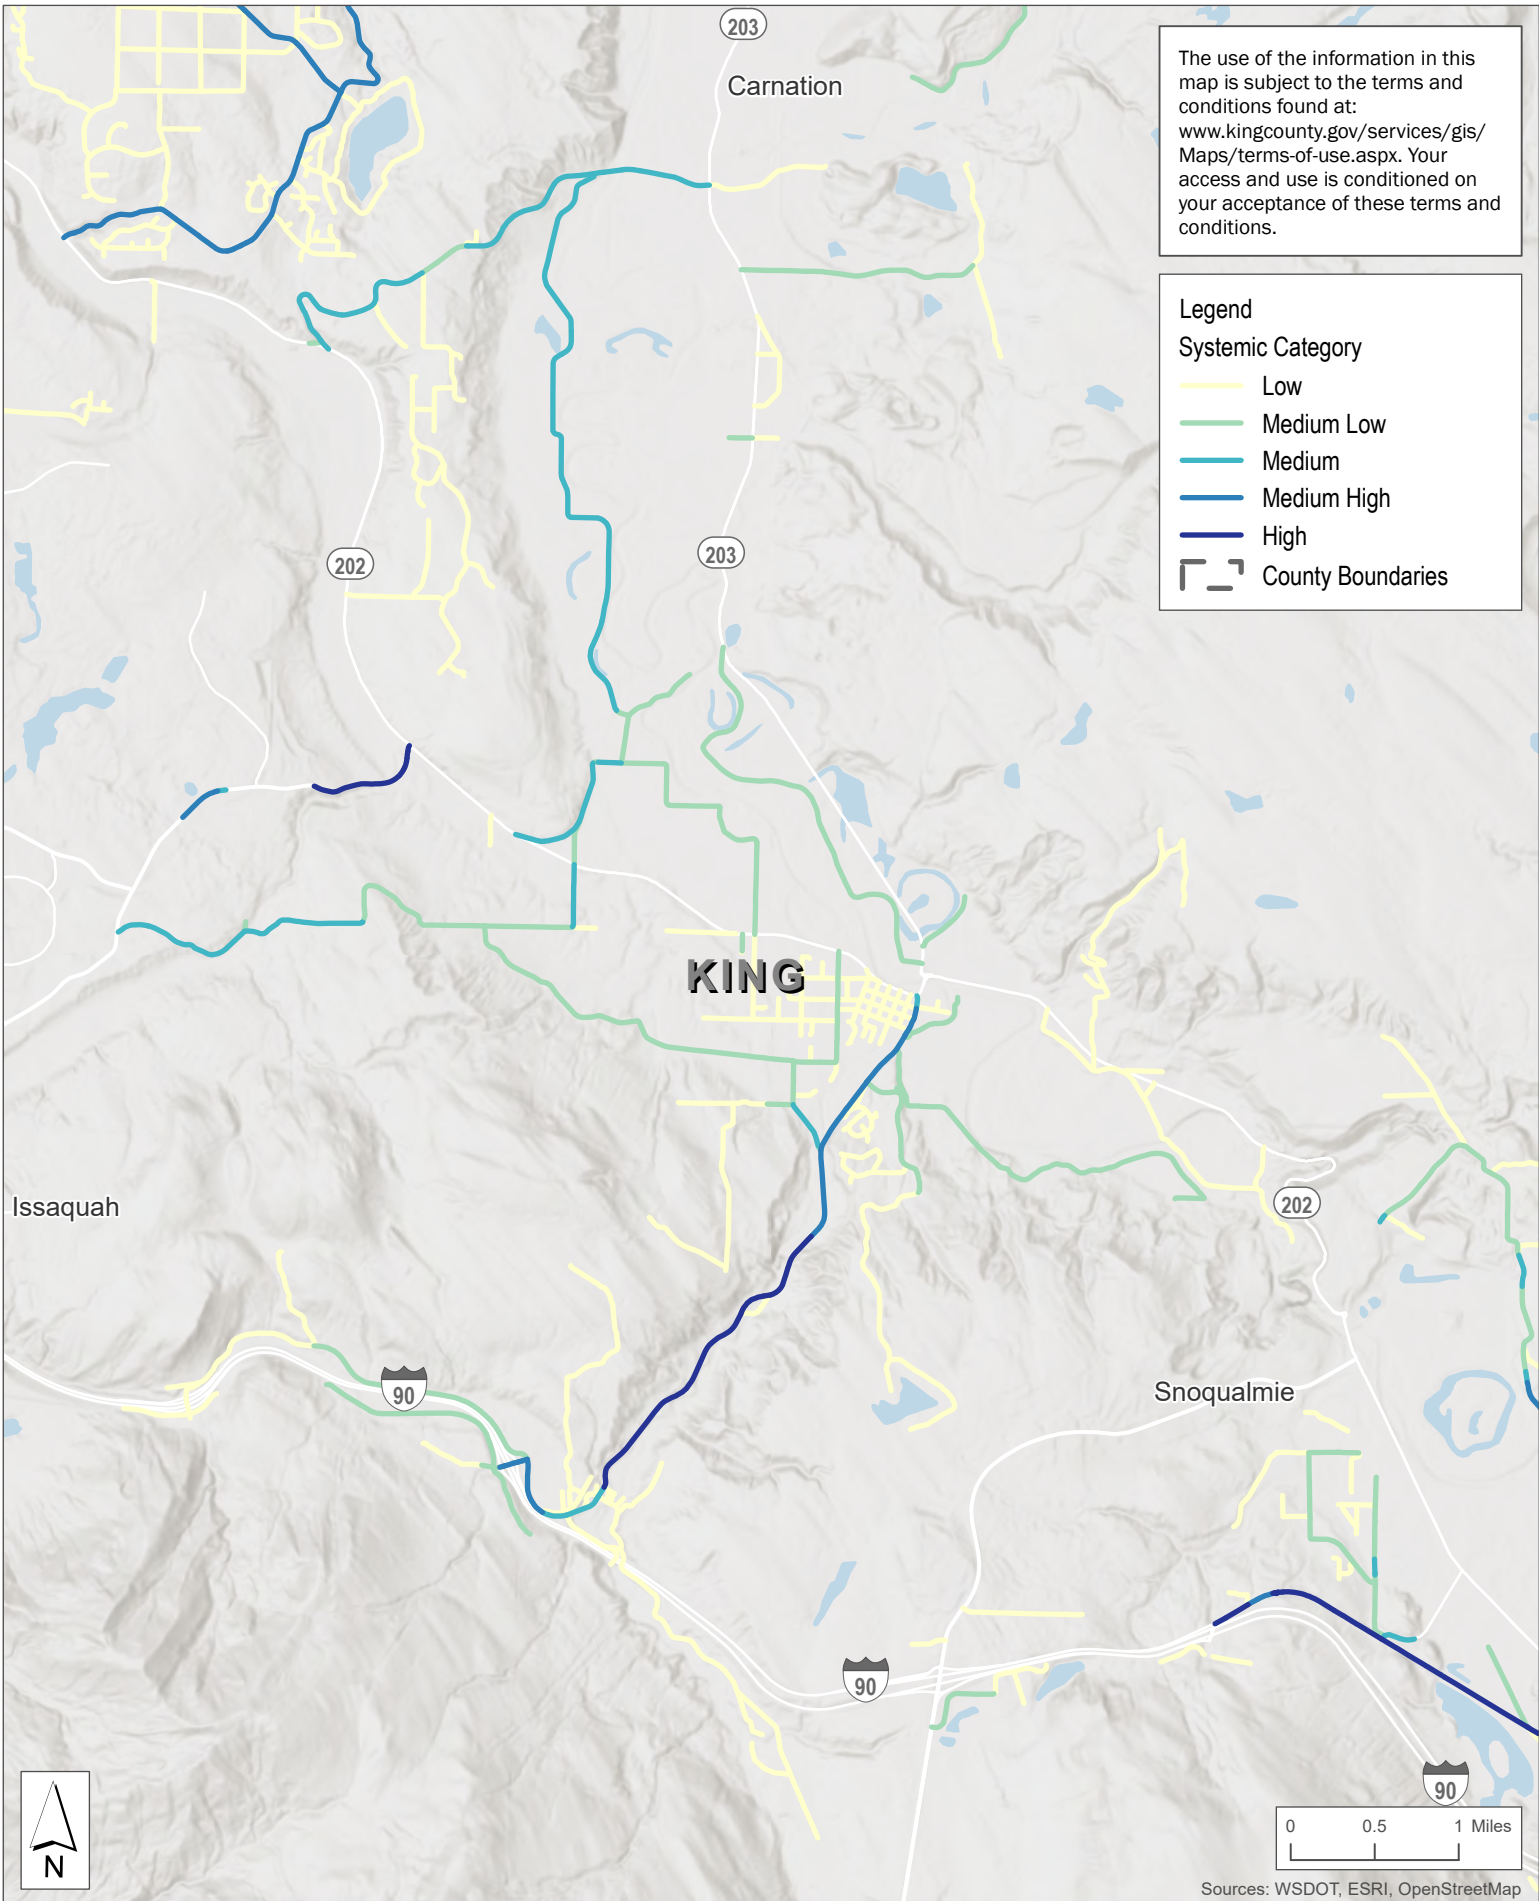 203
Carnation
The use of the information in this
map is subject to the terms and
conditions found at:
www.kingcounty.gov/services/gis/
Maps/terms-of-use.aspx. Your
access and use is conditioned on
your acceptance of these terms and
conditions.
Legend
Systemic Category
Low
Medium Low
Medium
Medium High
High
County Boundaries
202
203
KING
Issaquah
202
90
Snoqualmie
90
90
N
0 0.5 1 Miles
Sources: WSDOT, ESRI, OpenStreetMap